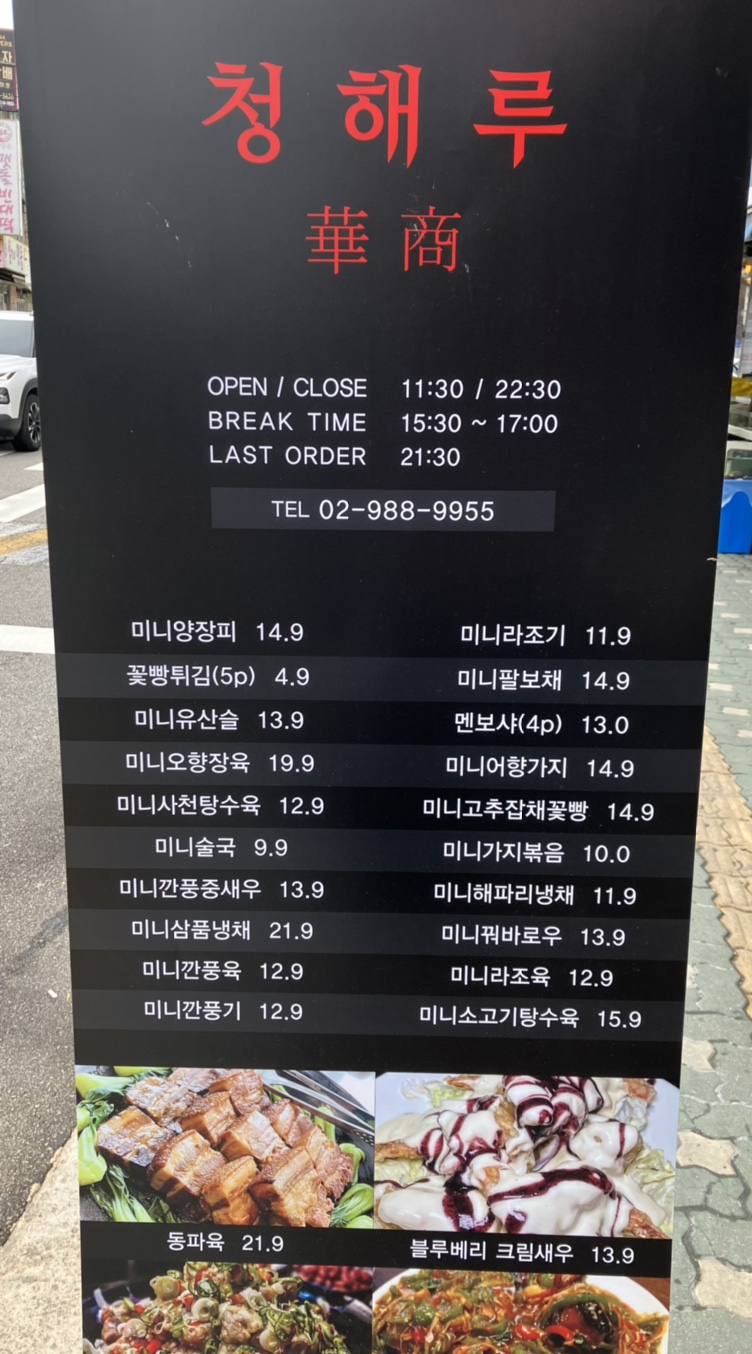 청해루
華商
OPEN / CLOSE 11:30 / 22:30
BREAK TIME 15:30 ~ 17:00
LAST ORDER 21:30
TEL 02-988-9955
미니양장피 14.9
미니라조기 11.9
꽃빵튀김(5p) 4.9
미니팔보채 14.9
미니유산슬 13.9
멘보샤(4p) 13.0
미니오향장육 19.9
미니어향가지 14.9
미니사천탕수육 12.9
미니고추잡채꽃빵 14.9
미니술국 9.9
미니가지볶음 10.0
미니깐풍중새우 13.9
미니해파리냉채 11.9
미니삼품냉채 21.9
미니꿔바로우 13.9
미니깐풍육 12.9
미니라조육 12.9
미니깐풍기 12.9
미니소고기탕수육 15.9
동파육 21.9
블루베리 크림새우 13.9